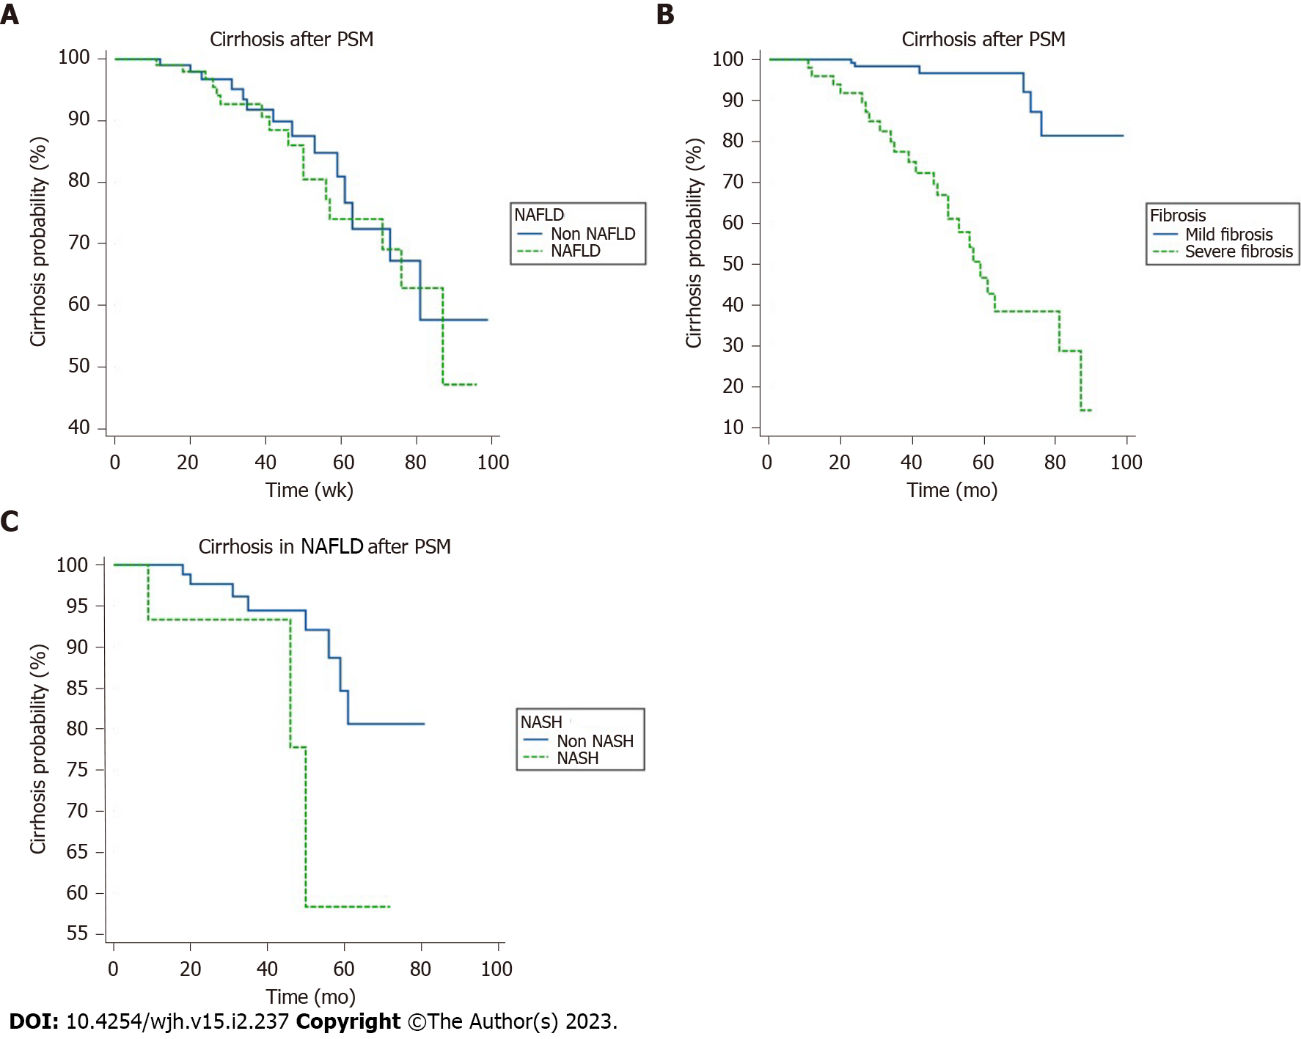 A
Cirrhosis after PSM
Cirrhosis probability (%)
100
90
80
70
60
50
40
0 20 40 60 80 100
Time (wk)
NAFLD
Non NAFLD
NAFLD
B
Cirrhosis after PSM
Cirrhosis probability (%)
100
90
80
70
60
50
40
30
20
10
0 20 40 60 80 100
Time (mo)
Fibrosis
Mild fibrosis
Severe fibrosis
C
Cirrhosis in NAFLD after PSM
Cirrhosis probability (%)
100
95
90
85
80
75
70
65
60
55
0 20 40 60 80 100
Time (mo)
NASH
Non NASH
NASH
DOI: 10.4254/wjh.v15.i2.237 Copyright ©The Author(s) 2023.